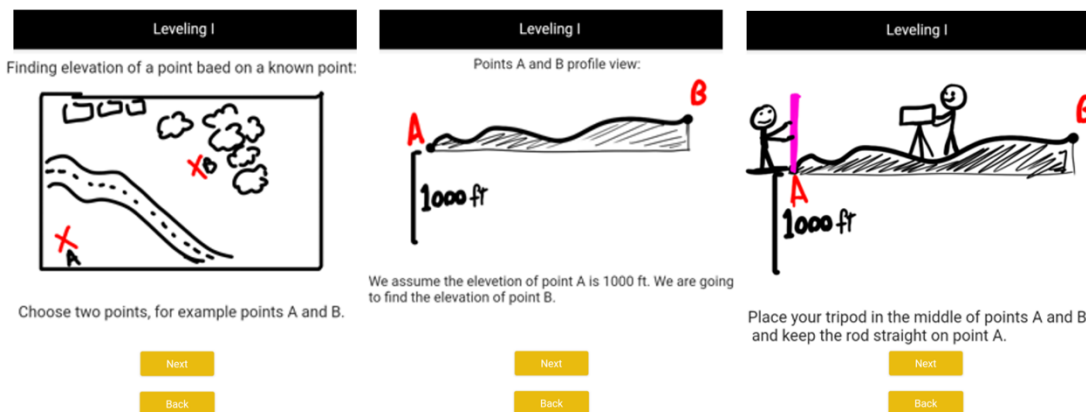 Leveling I
Finding elevation of a point baed on a known point:
B
A
Choose two points, for example points A and B.
Next
Back
Leveling I
Points A and B profile view:
A
B
1000 ft
We assume the elevetion of point A is 1000 ft. We are going
to find the elevation of point B.
Next
Back
Leveling I
B
A
1000 ft
Place your tripod in the middle of points A and B
and keep the rod straight on point A.
Next
Back